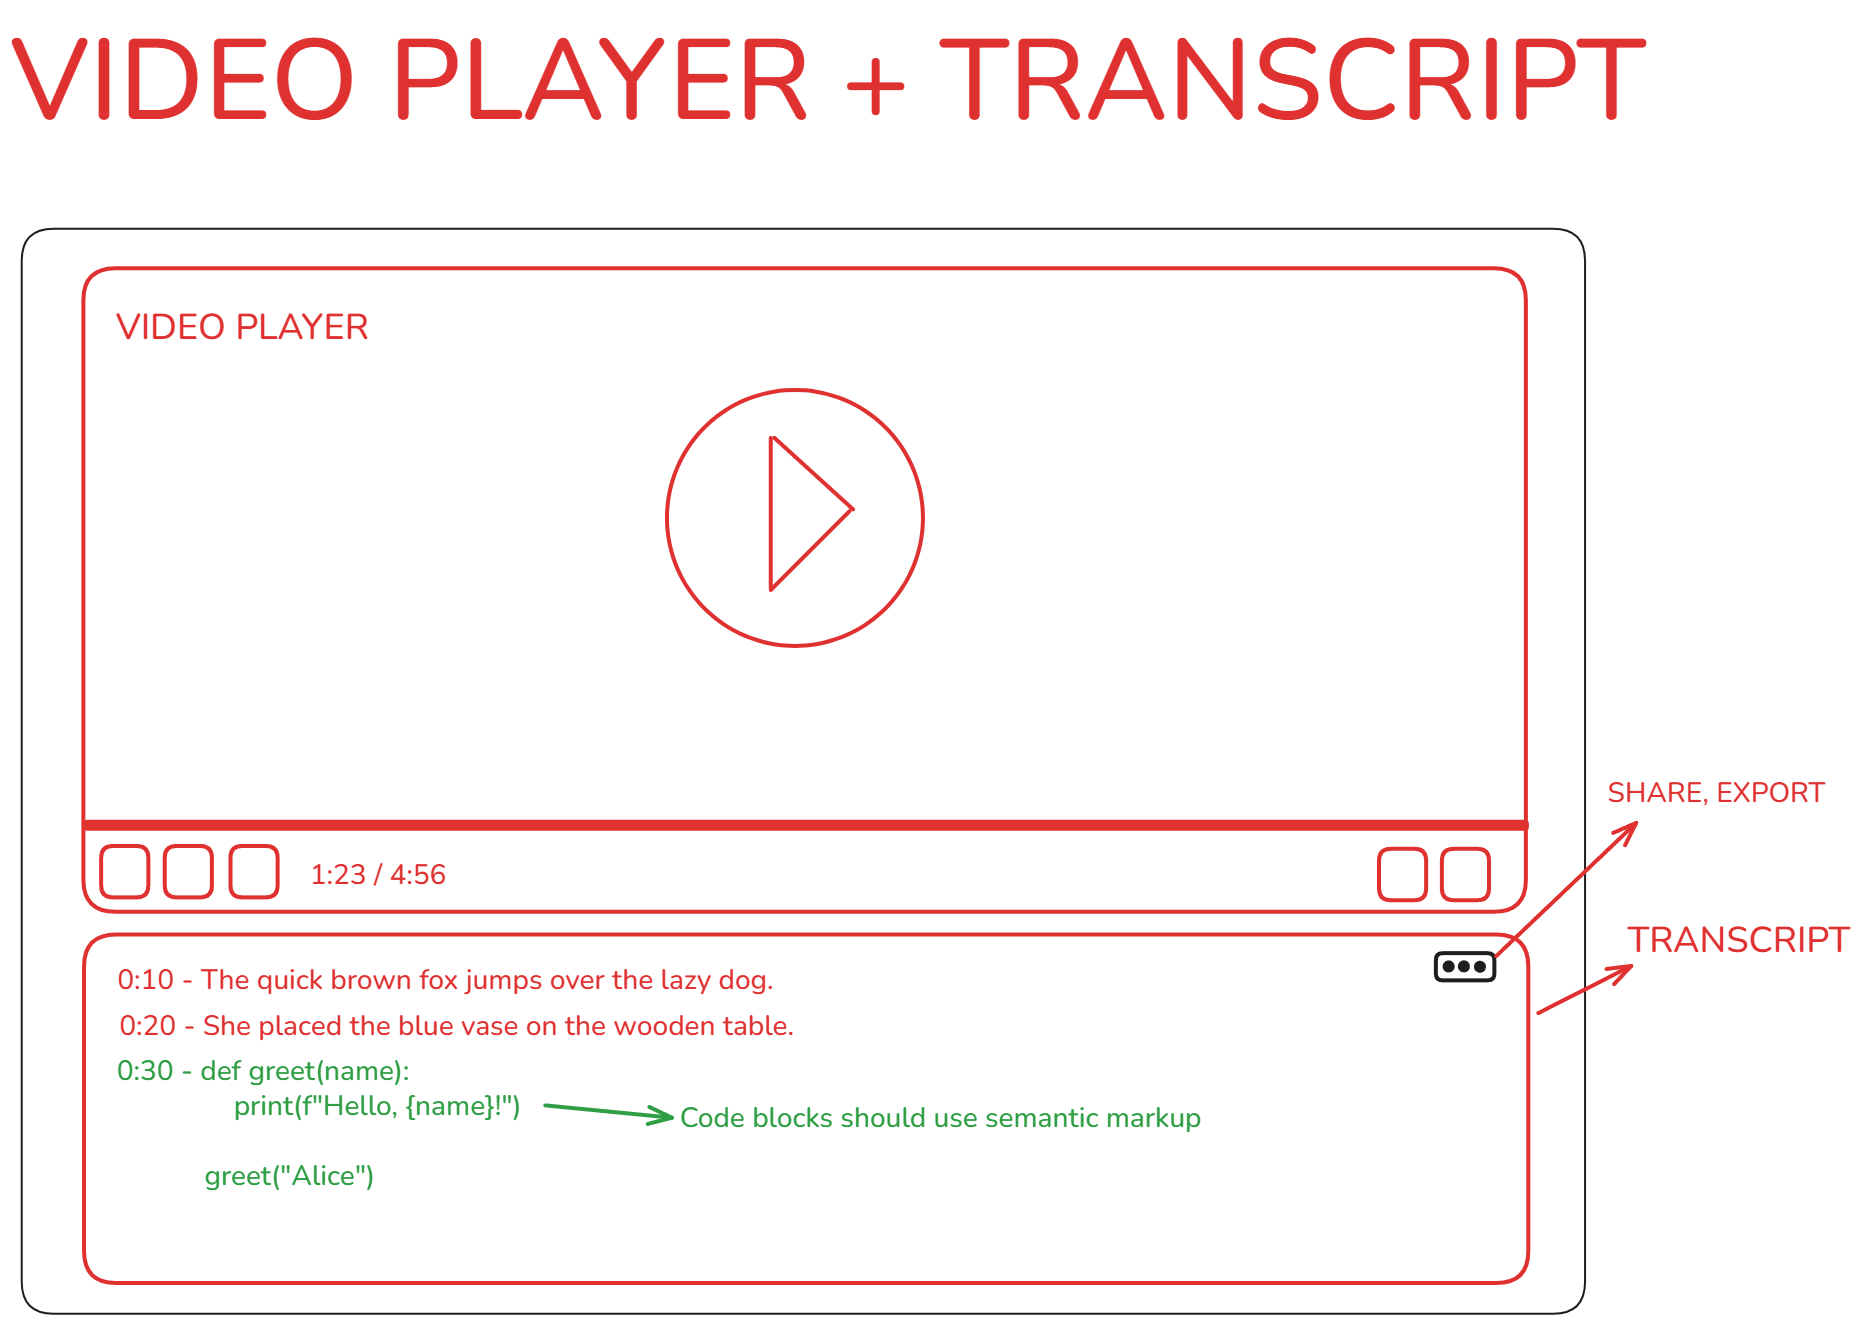 VIDEO PLAYER + TRANSCRIPT
VIDEO PLAYER
SHARE, EXPORT
1:23 / 4:56
TRANSCRIPT
0:10 - The quick brown fox jumps over the lazy dog.
0:20 - She placed the blue vase on the wooden table.
0:30 - def greet(name):
print(f"Hello, {name}!")
Code blocks should use semantic markup
greet("Alice")